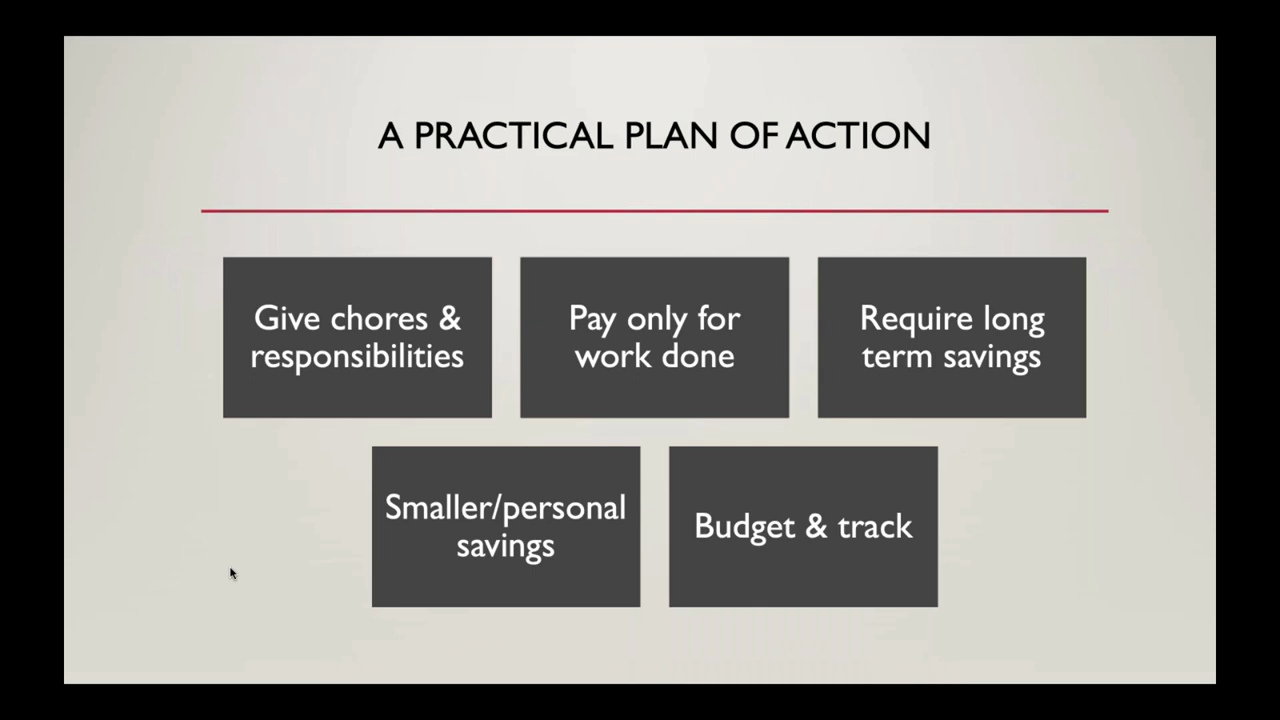 A PRACTICAL PLAN OF ACTION
Give chores &
responsibilities
Pay only for
work done
Require long
term savings
Smaller/personal
savings
Budget & track